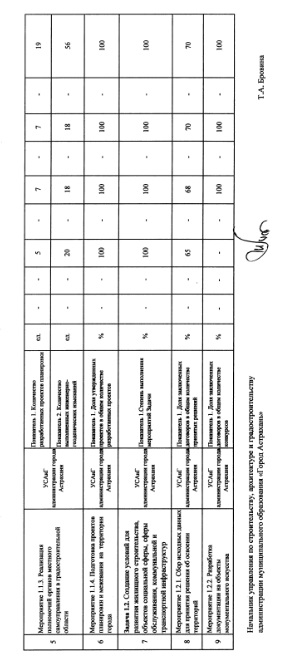 5
Мероприятие 1.1.3. Реализация
полномочий органов местного
самоуправления в градостроительной
области
УСАиГ
администрации города
Астрахани
Показатель 1. Количество
разработанных проектов планировки
ед.
-
-
5
-
7
-
7
-
19
Показатель 2. Количество
выполненных инженерно-
геодезических изысканий
ед.
-
-
20
-
18
-
18
-
56
6
Мероприятие 1.1.4. Подготовка проектов
планировки и межевания на территории
города
УСАиГ
администрации города
Астрахани
Показатель 1. Доля утвержденных
проектов в общем количестве
разработанных проектов
%
-
-
100
-
100
-
100
-
100
7
Задача 1.2. Создание условий для
развития жилищного строительства,
объектов социальной сферы, сферы
обслуживания, коммунальной и
транспортной инфраструктур
УСАиГ
администрации города
Астрахани
Показатель 1.Степень выполнения
мероприятий Задачи
%
-
-
100
-
100
-
100
-
100
8
Мероприятие 1.2.1. Сбор исходных данных
для принятия решения об освоении
территорий
УСАиГ
администрации города
Астрахани
Показатель 1. Доля заключенных
договоров в общем количестве
принятых решений
%
-
-
65
-
68
-
70
-
70
9
Мероприятие 1.2.2. Разработка
документации на объекты
монументального искусства
УСАиГ
администрации города
Астрахани
Показатель 1. Доля заключенных
договоров в общем количестве
конкурсов
%
-
-
-
-
100
-
100
-
100
Начальник управления по строительству, архитектуре и градостроительству
администрации муниципального образования «Город Астрахань»
Т.А. Бровина